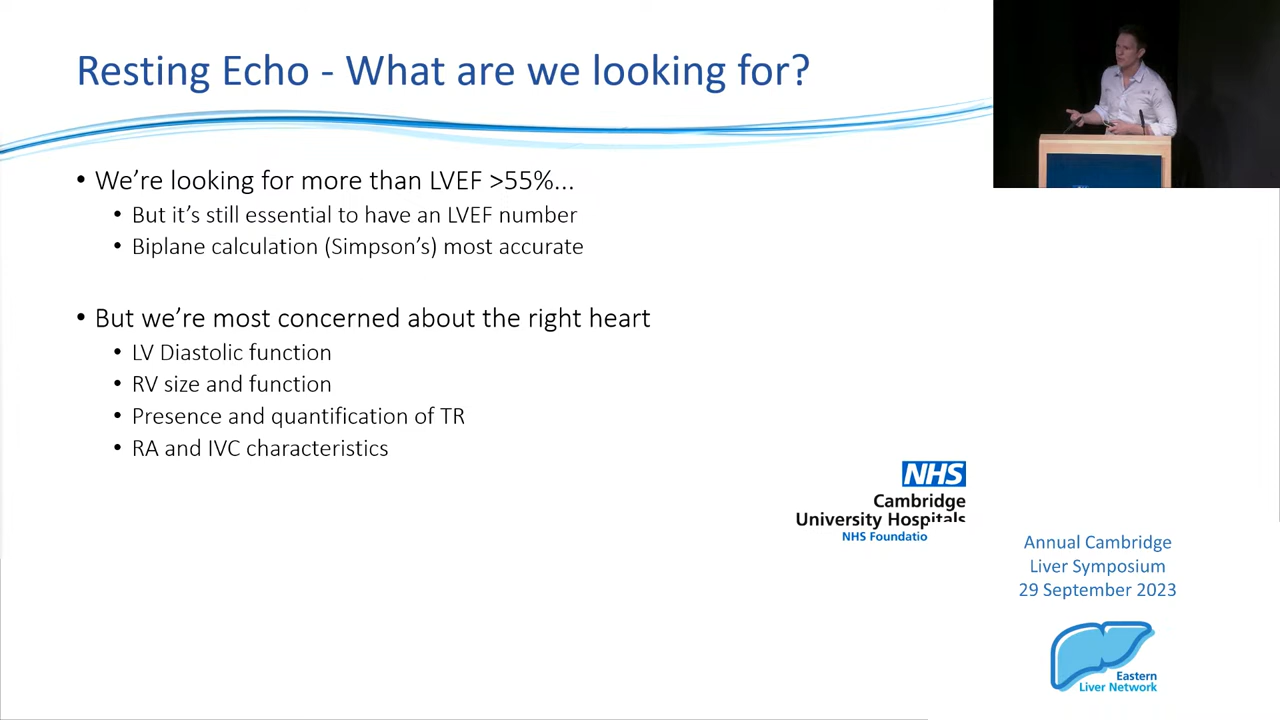 Resting Echo - What are we looking for?
• We're looking for more than LVEF >55%...
• But it's still essential to have an LVEF number
• Biplane calculation (Simpson's) most accurate
• But we're most concerned about the right heart
• LV Diastolic function
• RV size and function
• Presence and quantification of TR
• RA and IVC characteristics
NHS
Cambridge
University Hospitals
NHS Foundatio
Annual Cambridge
Liver Symposium
29 September 2023
Eastern
Liver Network